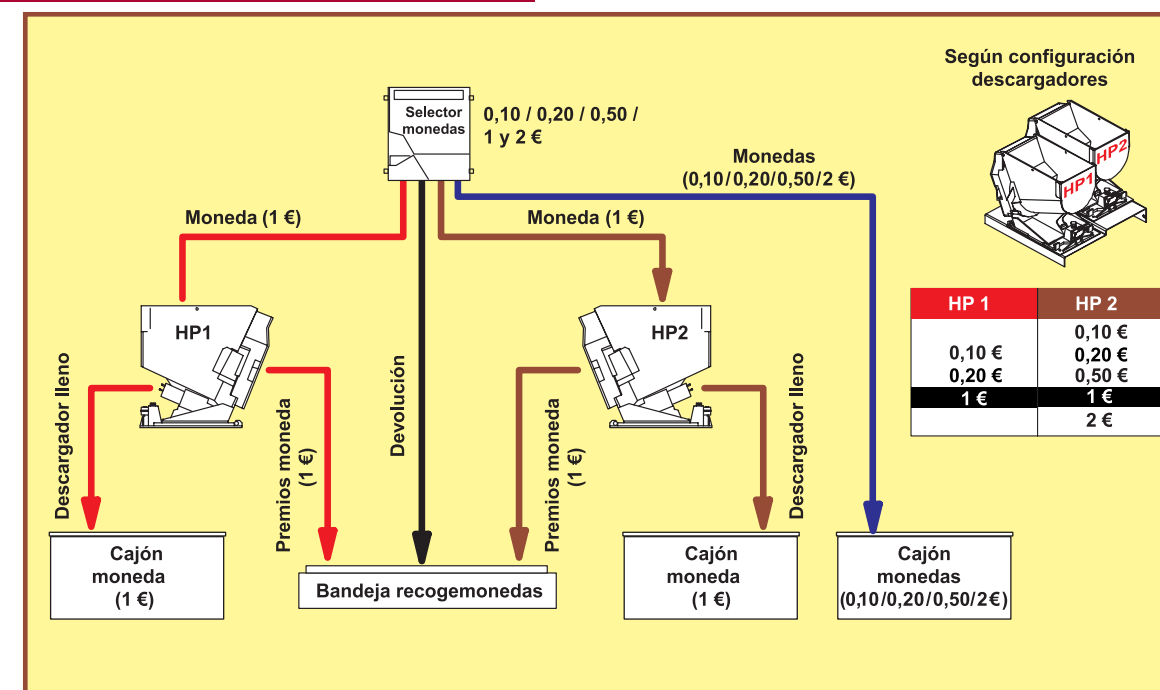 Según configuración
descargadores
Selector
monedas
0,10 / 0,20 / 0,50 /
1 y 2 €
Monedas
(0,10/0,20/0,50/2 €)
HP1
HP2
Moneda (1 €)
Moneda (1 €)
HP1
HP2
HP 1
HP 2
0,10 €
0,10 €
0,20 €
0,20 €
0,50 €
1 €
1 €
2 €
Descargador lleno
Premios moneda
(1 €)
Devolución
Premios moneda
(1 €)
Descargador lleno
Cajón
moneda
(1 €)
Bandeja recogemonedas
Cajón
moneda
(1 €)
Cajón
monedas
(0,10/0,20/0,50/2€)